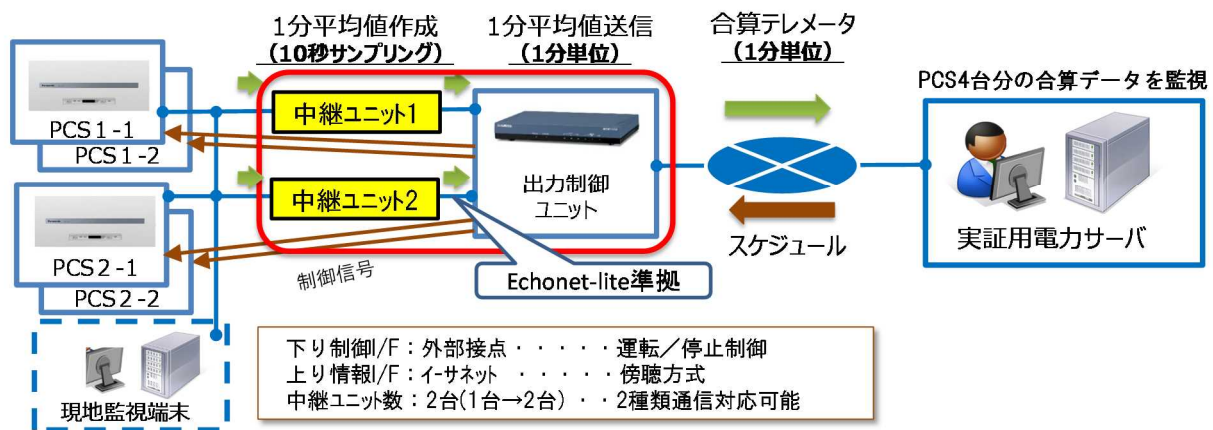 1分平均値作成
(10秒サンプリング)
1分平均値送信
(1分単位)
合算テレメータ
(1分単位)
PCS4台分の合算データを監視
PCS1-1
PCS1-2
中継ユニット1
出力制御
ユニット
中継ユニット2
PCS2-1
PCS2-2
制御信号
Echonet-lite準拠
スケジュール
実証用電力サーバ
現地監視端末
下り制御I/F:外部接点・・・・・運転/停止制御
上り情報I/F:イーサネット・・・・・傍聴方式
中継ユニット数:2台(1台→2台)・・2種類通信対応可能